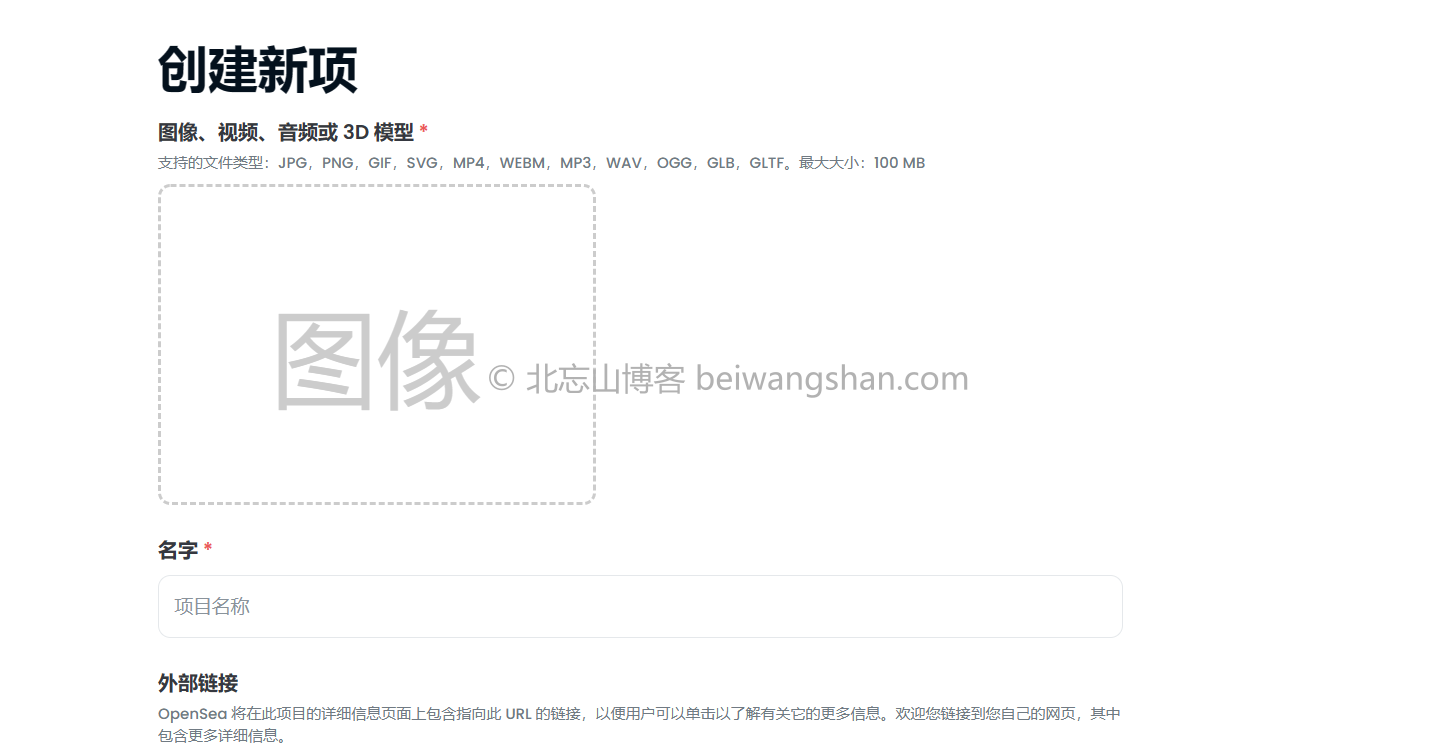 创建新项
图像、视频、音频或 3D 模型 *
支持的文件类型：JPG，PNG，GIF，SVG，MP4，WEBM，MP3，WAV，OGG，GLB，GLTF。最大大小：100 MB
图像
© 北忘山博客 beiwangshan.com
名字 *
项目名称
外部链接
OpenSea 将在此项目的详细信息页面上包含指向此 URL 的链接，以便用户可以单击以了解有关它的更多信息。欢迎您链接到您自己的网页，其中
包含更多详细信息。